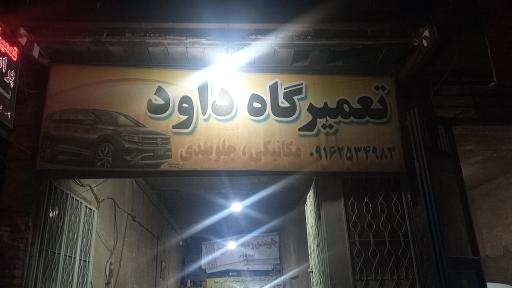 تعمیرگاه داود
مکانیکی، جلوبندی ۰۹۱۶۲۵۳۴۹۸۳